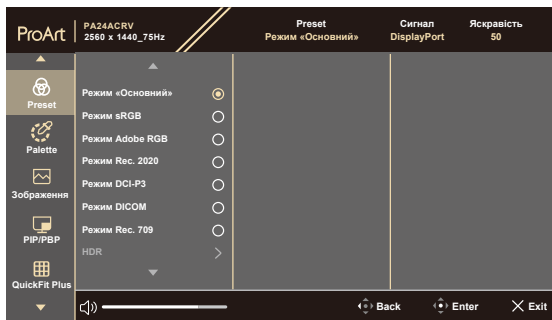 ProArt
PA24ACRV
2560 x 1440_75Hz
Preset
Режим «Основний»
Сигнал
DisplayPort
Яскравість
50
Preset
Palette
Зображення
PIP/PBP
QuickFit Plus
Режим «Основний»
Режим sRGB
Режим Adobe RGB
Режим Rec. 2020
Режим DCI-P3
Режим DICOM
Режим Rec. 709
HDR
Back
Enter
Exit